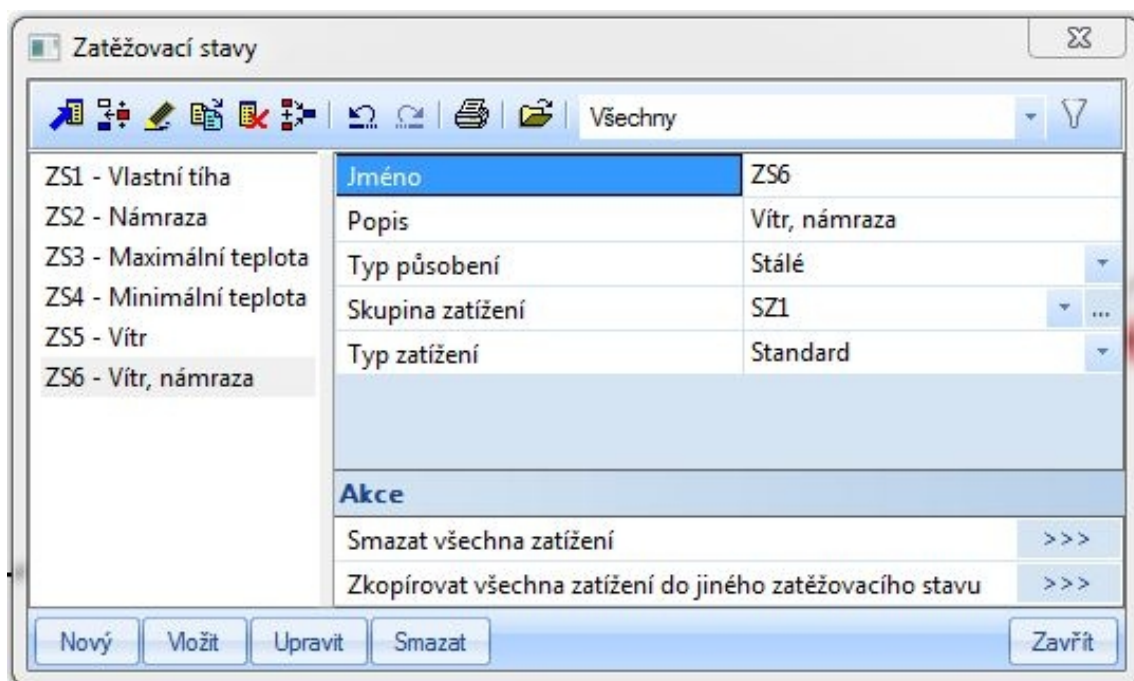 Zatěžovací stavy
Všechny
ZS1 - Vlastní tíha
ZS2 - Námraza
ZS3 - Maximální teplota
ZS4 - Minimální teplota
ZS5 - Vítr
ZS6 - Vítr, námraza
Jméno ZS6
Popis Vítr, námraza
Typ působení Stálé
Skupina zatížení SZ1 ...
Typ zatížení Standard
Akce
Smazat všechna zatížení >>>
Zkopírovat všechna zatížení do jiného zatěžovacího stavu >>>
Nový Vložit Upravit Smazat Zavřít